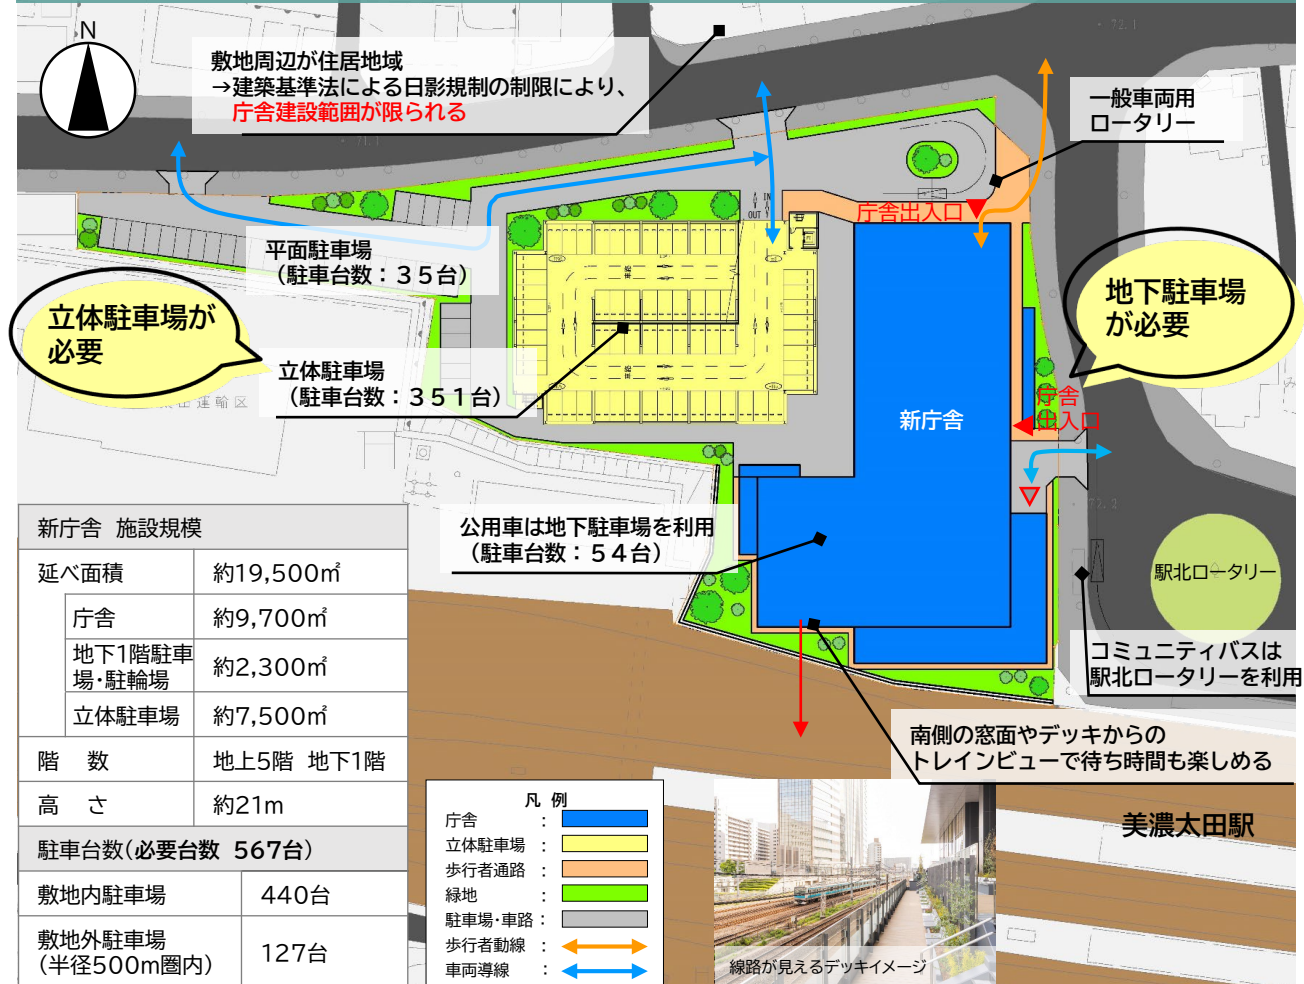 N
敷地周辺が住居地域
→建築基準法による日影規制の制限により、
庁舎建設範囲が限られる
72.1
71.1
一般車両用
ロータリー
庁舎出入口
OUT
IN
平面駐車場
(駐車台数：35台)
立体駐車場が
必要
立体駐車場
(駐車台数：351台)
車路
車路
運輸区
地下駐車場
が必要
庁舎
出入口
新庁舎
公用車は地下駐車場を利用
(駐車台数：54台)
72.2
駅北ロータリー
コミュニティバスは
駅北ロータリーを利用
南側の窓面やデッキからの
トレインビューで待ち時間も楽しめる
美濃太田駅
新庁舎 施設規模
延べ面積 約19,500㎡
庁舎 約9,700㎡
地下1階駐車
場・駐輪場 約2,300㎡
立体駐車場 約7,500㎡
階 数 地上5階 地下1階
高 さ 約21m
駐車台数(必要台数 567台)
敷地内駐車場 440台
敷地外駐車場
(半径500m圏内) 127台
凡 例
庁舎 :
立体駐車場 :
歩行者通路 :
緑地 :
駐車場・車路 :
歩行者動線 :
車両導線 :
線路が見えるデッキイメージ